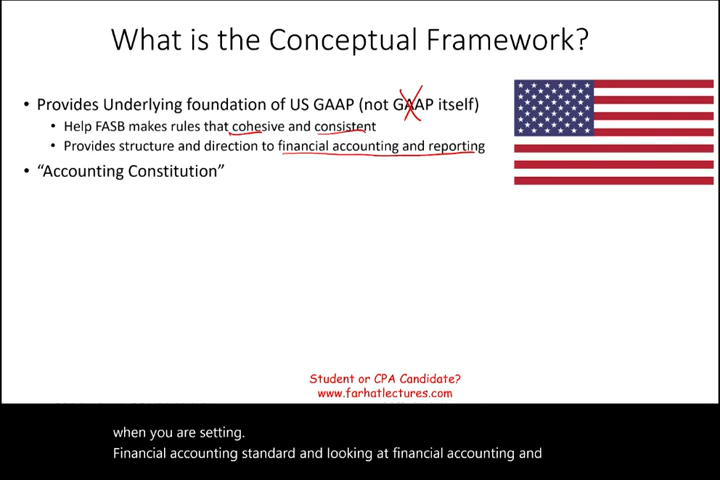 What is the Conceptual Framework?
• Provides Underlying foundation of US GAAP (not GAAP itself)
• Help FASB makes rules that cohesive and consistent
• Provides structure and direction to financial accounting and reporting
• “Accounting Constitution”
Student or CPA Candidate?
www.farhatlectures.com
when you are setting.
Financial accounting standard and looking at financial accounting and